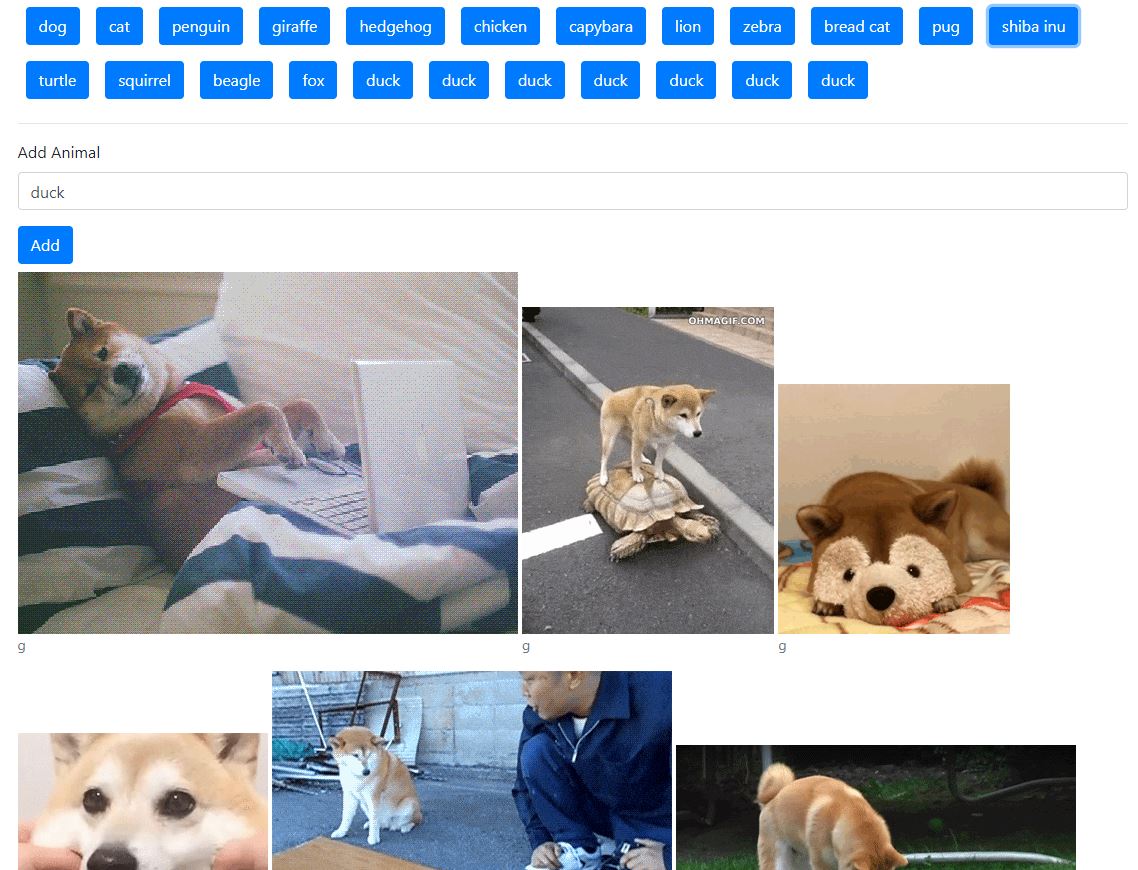 dog cat penguin giraffe hedgehog chicken capybara lion zebra bread cat pug shiba inu
turtle squirrel beagle fox duck duck duck duck duck duck duck
Add Animal
duck
Add
OHMAGIF.COM
g g g